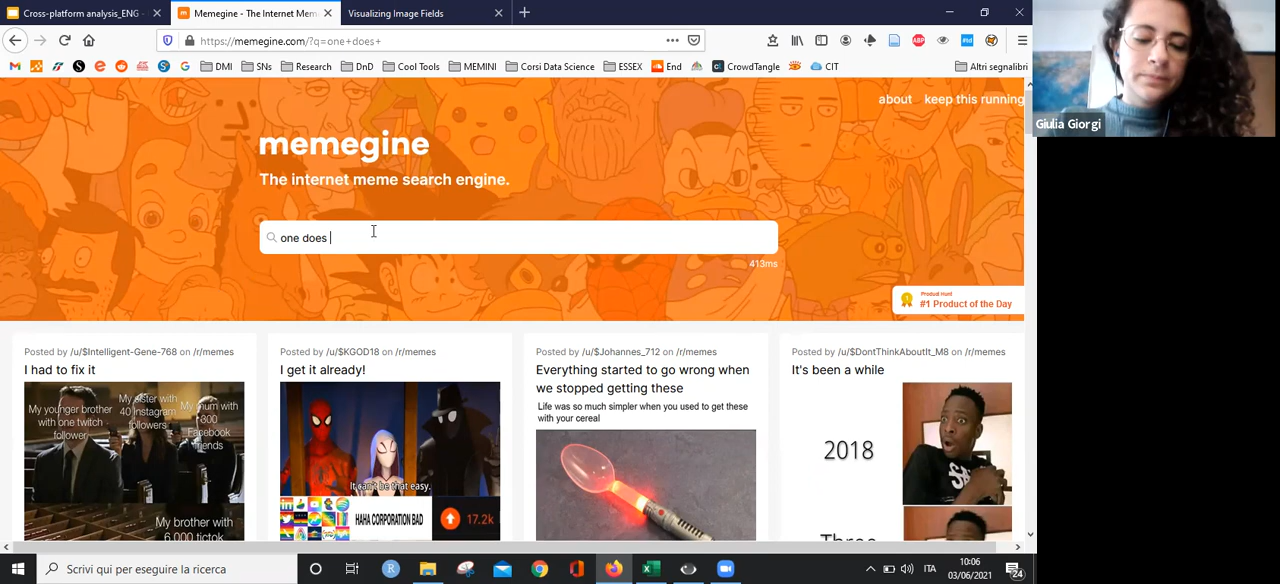 Cross-platform analysis_ENG -
Memegine - The Internet Mem
Visualizing Image Fields
https://memegine.com/?q=one+does+
DMI
SNs
Research
DnD
Cool Tools
MEMINI
Corsi Data Science
ESSEX
End
CrowdTangle
CIT
Altri segnalibri
Giulia Giorgi
about keep this running
memegine
The internet meme search engine.
one does
413ms
Product Hunt
#1 Product of the Day
Posted by /u/$Intelligent-Gene-768 on /r/memes
I had to fix it
My younger brother
with one twitch
follower
My sister with
40 Instagram
followers
My mum with
300
Facebook
friends
My brother with
6,000 tictok
Posted by /u/$KGOD18 on /r/memes
I get it already!
It can't be that easy.
HAHA CORPORATION BAD
17.2k
Posted by /u/$Johannes_712 on /r/memes
Everything started to go wrong when
we stopped getting these
Life was so much simpler when you used to get these
with your cereal
Posted by /u/$DontThinkAboutIt_M8 on /r/memes
It's been a while
2018
Three
Scrivi qui per eseguire la ricerca
ITA
10:06
03/06/2021
24